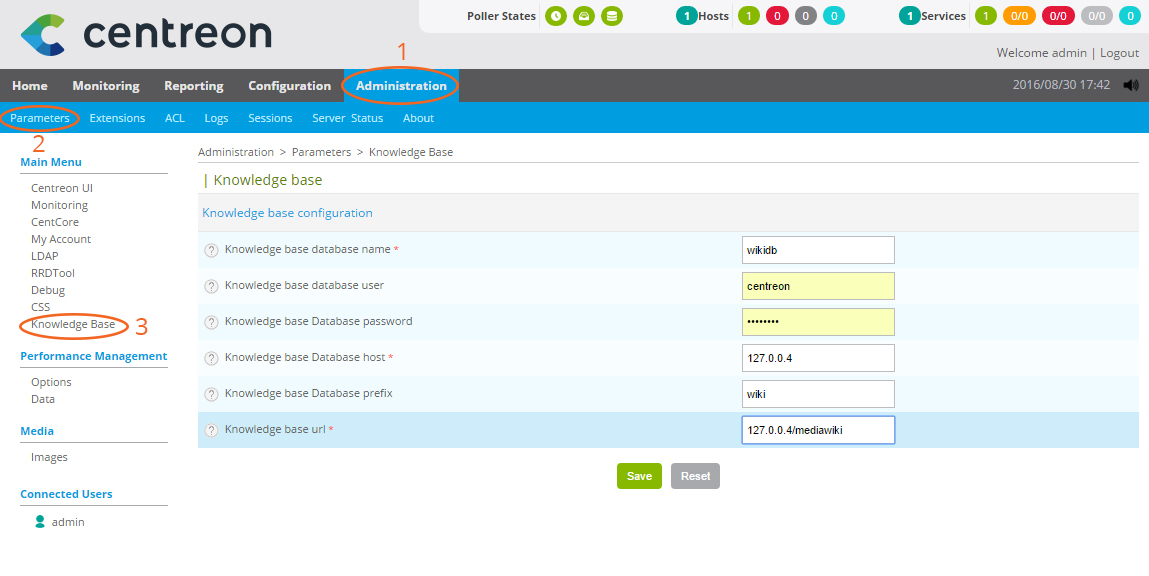 centreon
Poller States 1 Hosts 1 0 0 0 1 Services 1 0/0 0/0 0/0 0
1
Welcome admin | Logout
Home Monitoring Reporting Configuration Administration 2016/08/30 17:42
Parameters Extensions ACL Logs Sessions Server Status About
2
Main Menu
Centreon UI
Monitoring
CentCore
My Account
LDAP
RRDTool
Debug
CSS
Knowledge Base 3
Performance Management
Options
Data
Media
Images
Connected Users
admin
Administration > Parameters > Knowledge Base
| Knowledge base
Knowledge base configuration
? Knowledge base database name * wikidb
? Knowledge base database user centreon
? Knowledge base Database password ••••••••
? Knowledge base Database host * 127.0.0.4
? Knowledge base Database prefix wiki
? Knowledge base url * 127.0.0.4/mediawiki
Save Reset